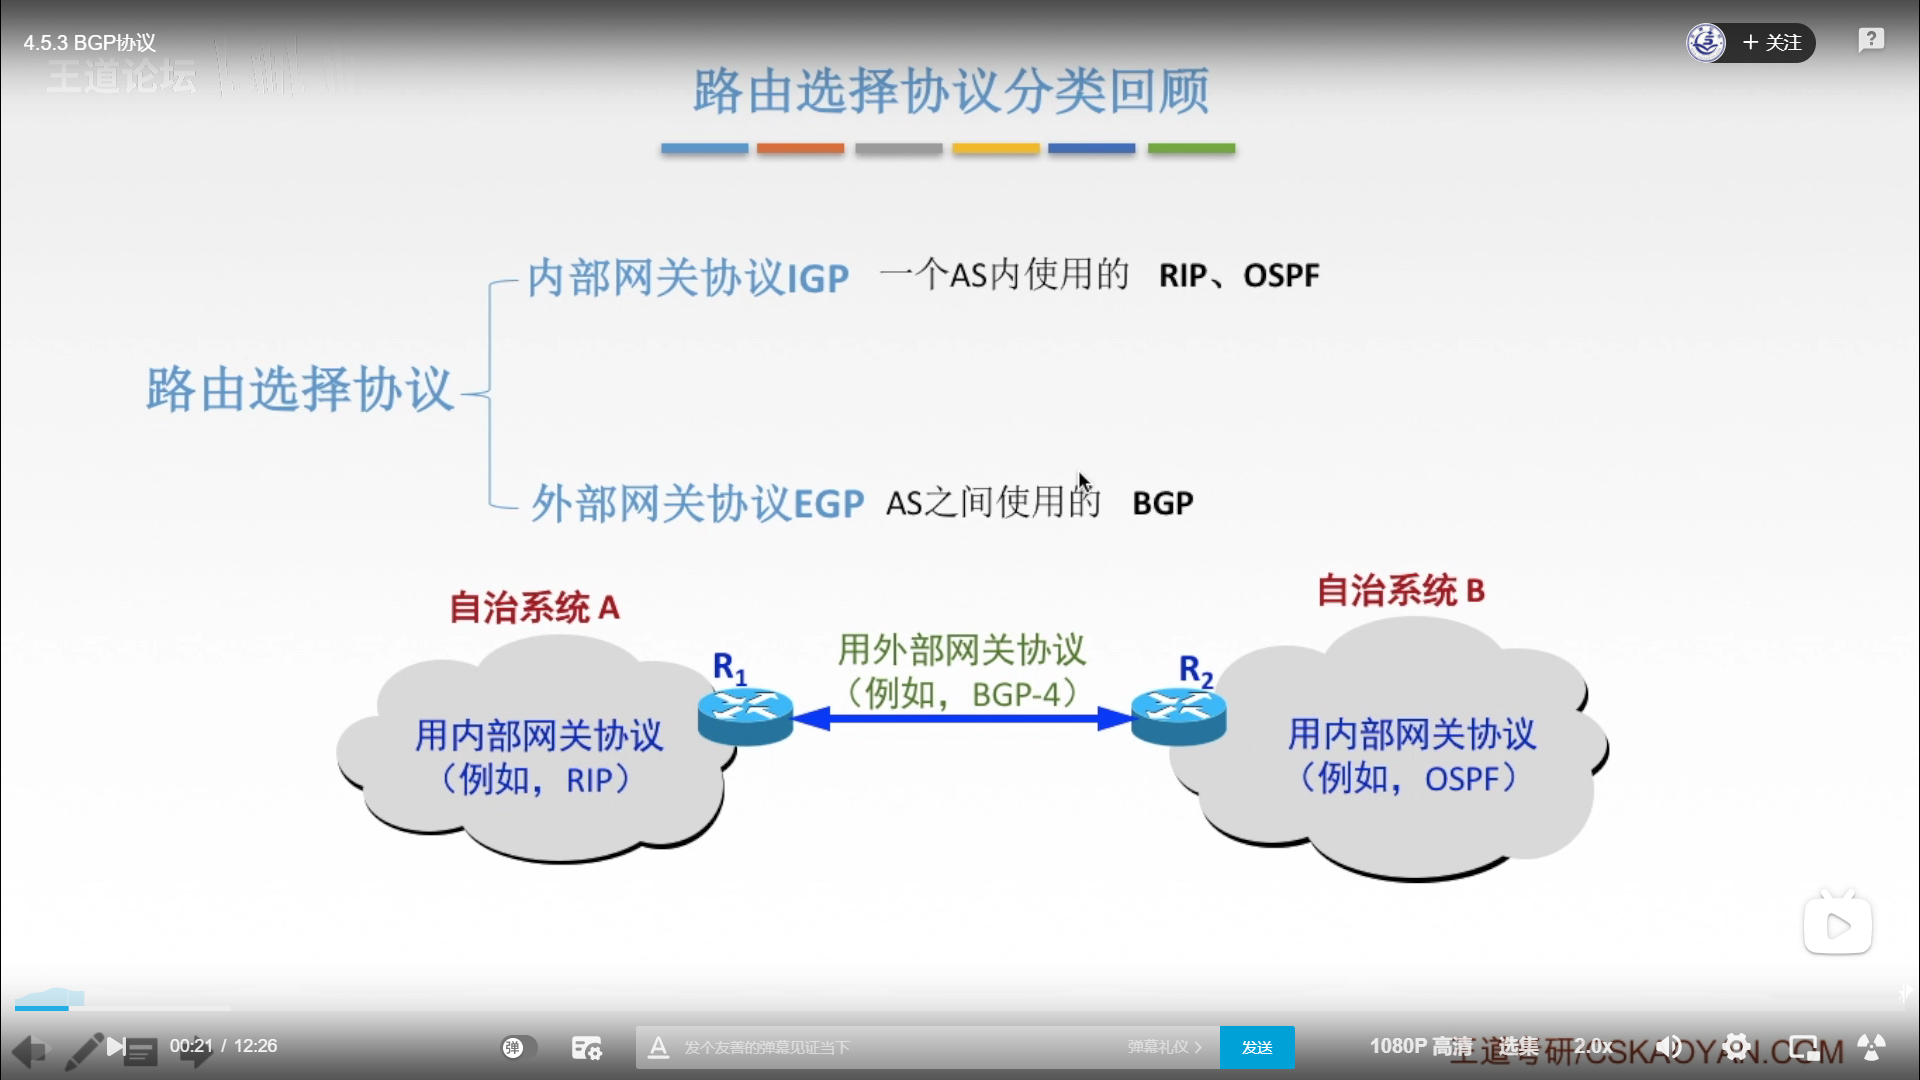 4.5.3 BGP协议
+ 关注
王道论坛
路由选择协议分类回顾
内部网关协议IGP 一个AS内使用的 RIP、OSPF
路由选择协议
外部网关协议EGP AS之间使用的 BGP
自治系统 A
自治系统 B
用外部网关协议
(例如，BGP-4)
R1
R2
用内部网关协议
(例如，RIP)
用内部网关协议
(例如，OSPF)
00:21 / 12:26
弹
A
发个友善的弹幕见证当下
弹幕礼仪 >
发送
1080P 高清
选集
2.0x
王道考研/CSKAOYAN.COM